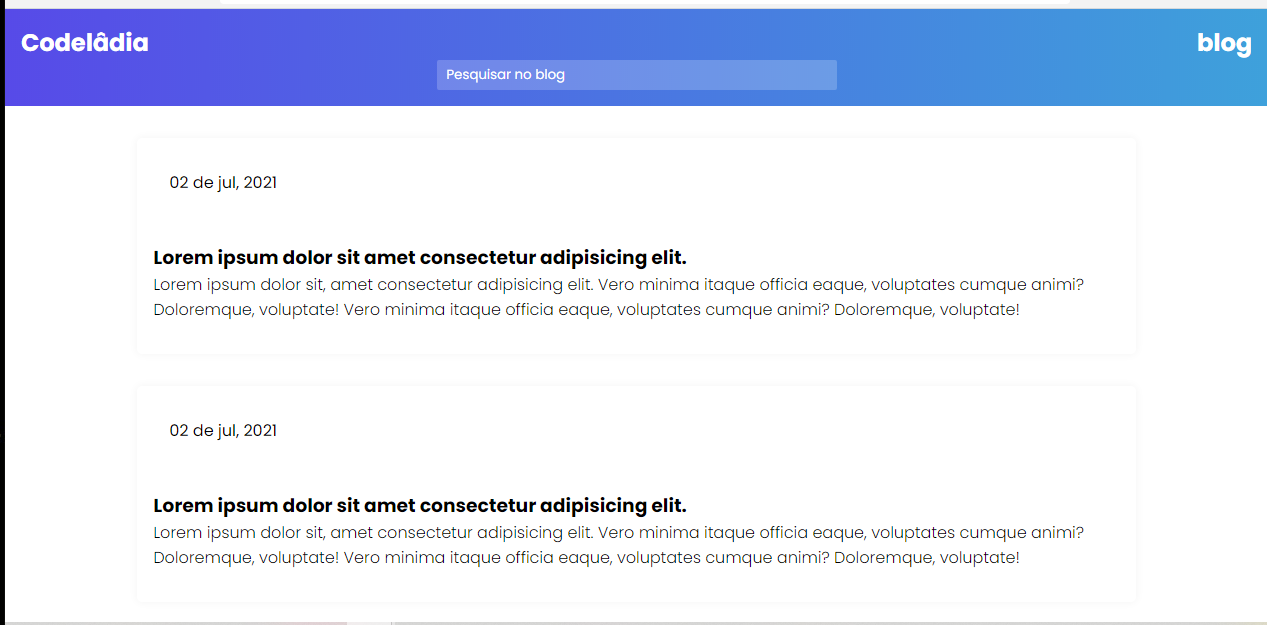 Codelâdia
blog
Pesquisar no blog
02 de jul, 2021
Lorem ipsum dolor sit amet consectetur adipisicing elit.
Lorem ipsum dolor sit, amet consectetur adipisicing elit. Vero minima itaque officia eaque, voluptates cumque animi?
Doloremque, voluptate! Vero minima itaque officia eaque, voluptates cumque animi? Doloremque, voluptate!
02 de jul, 2021
Lorem ipsum dolor sit amet consectetur adipisicing elit.
Lorem ipsum dolor sit, amet consectetur adipisicing elit. Vero minima itaque officia eaque, voluptates cumque animi?
Doloremque, voluptate! Vero minima itaque officia eaque, voluptates cumque animi? Doloremque, voluptate!